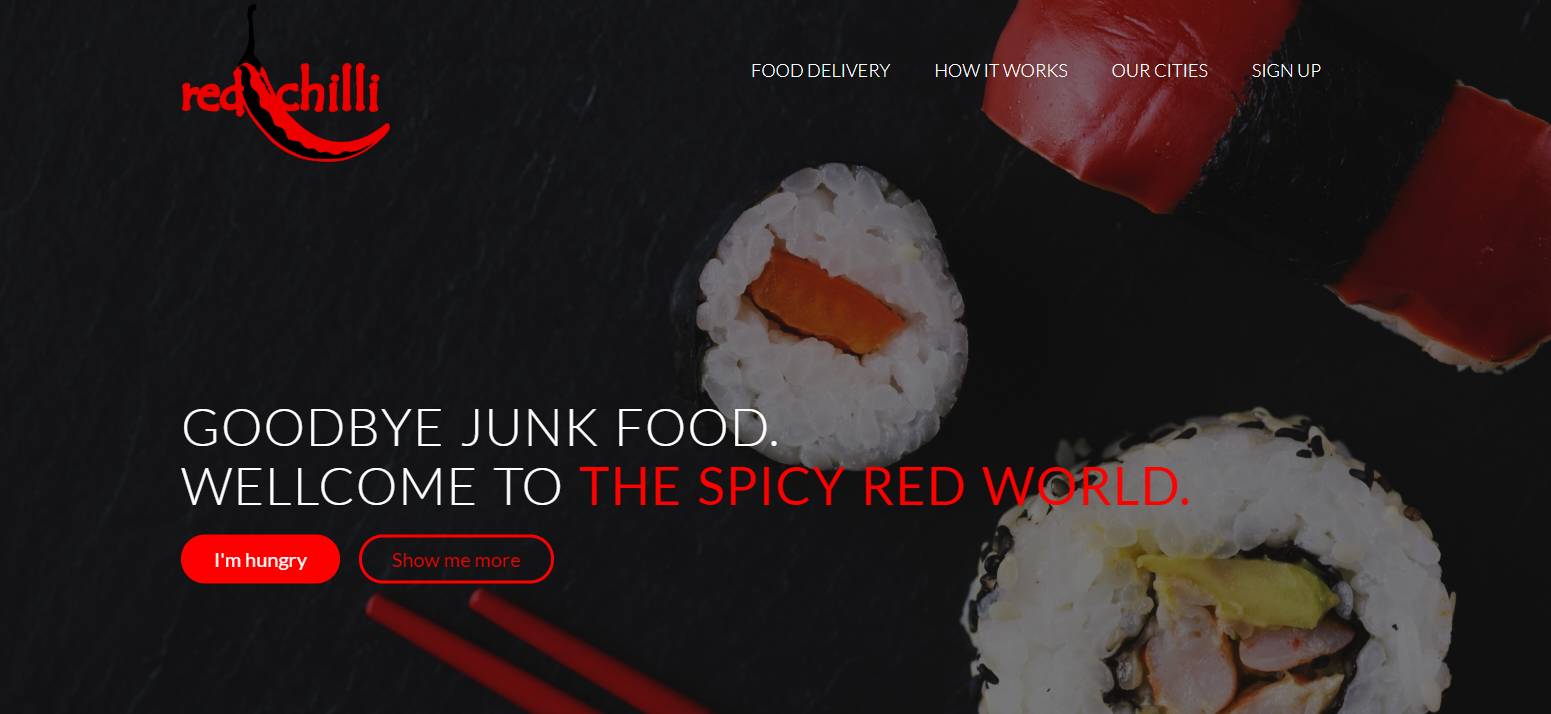 red chilli
FOOD DELIVERY HOW IT WORKS OUR CITIES SIGN UP
GOODBYE JUNK FOOD.
WELLCOME TO THE SPICY RED WORLD.
I'm hungry Show me more